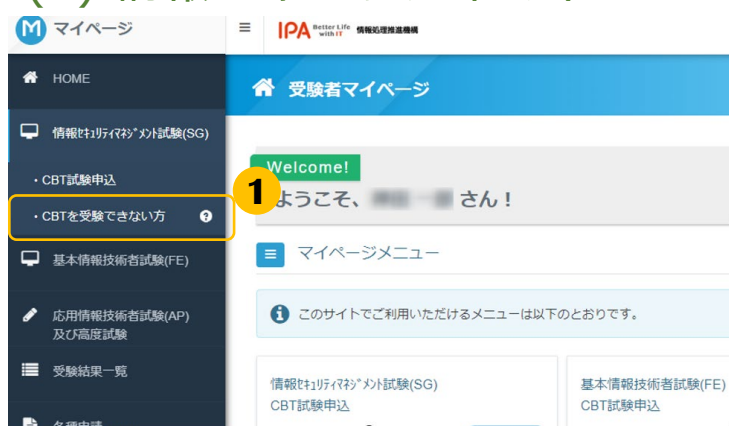 M マイページ
IPA Better Life with IT 情報処理推進機構
HOME
受験者マイページ
情報ｾｷｭﾘﾃｨﾏﾈｼﾞﾒﾝﾄ試験(SG)
・CBT試験申込
・CBTを受験できない方 ?
1
Welcome!
ようこそ、 さん！
マイページメニュー
基本情報技術者試験(FE)
応用情報技術者試験(AP)
及び高度試験
このサイトでご利用いただけるメニューは以下のとおりです。
受験結果一覧
情報ｾｷｭﾘﾃｨﾏﾈｼﾞﾒﾝﾄ試験(SG)
CBT試験申込
基本情報技術者試験(FE)
CBT試験申込